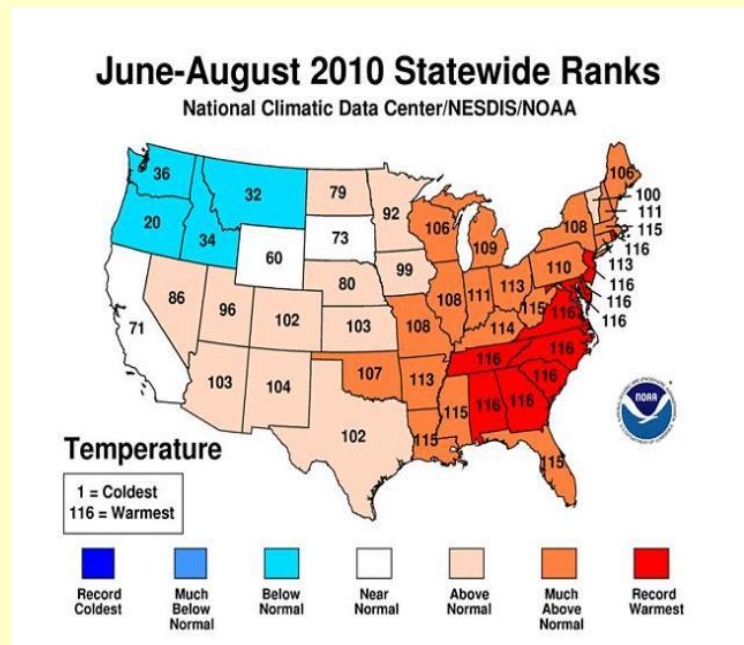 June-August 2010 Statewide Ranks
National Climatic Data Center/NESDIS/NOAA
36
32
79
92
106
100
111
115
116
113
116
116
116
20
34
60
73
106
109
108
71
86
96
102
80
99
108
111
113
110
115
116
103
108
114
116
103
104
107
113
116
116
102
115
115
116
116
115
NOAA
Temperature
1 = Coldest
116 = Warmest
Record
Coldest
Much
Below
Normal
Below
Normal
Near
Normal
Above
Normal
Much
Above
Normal
Record
Warmest